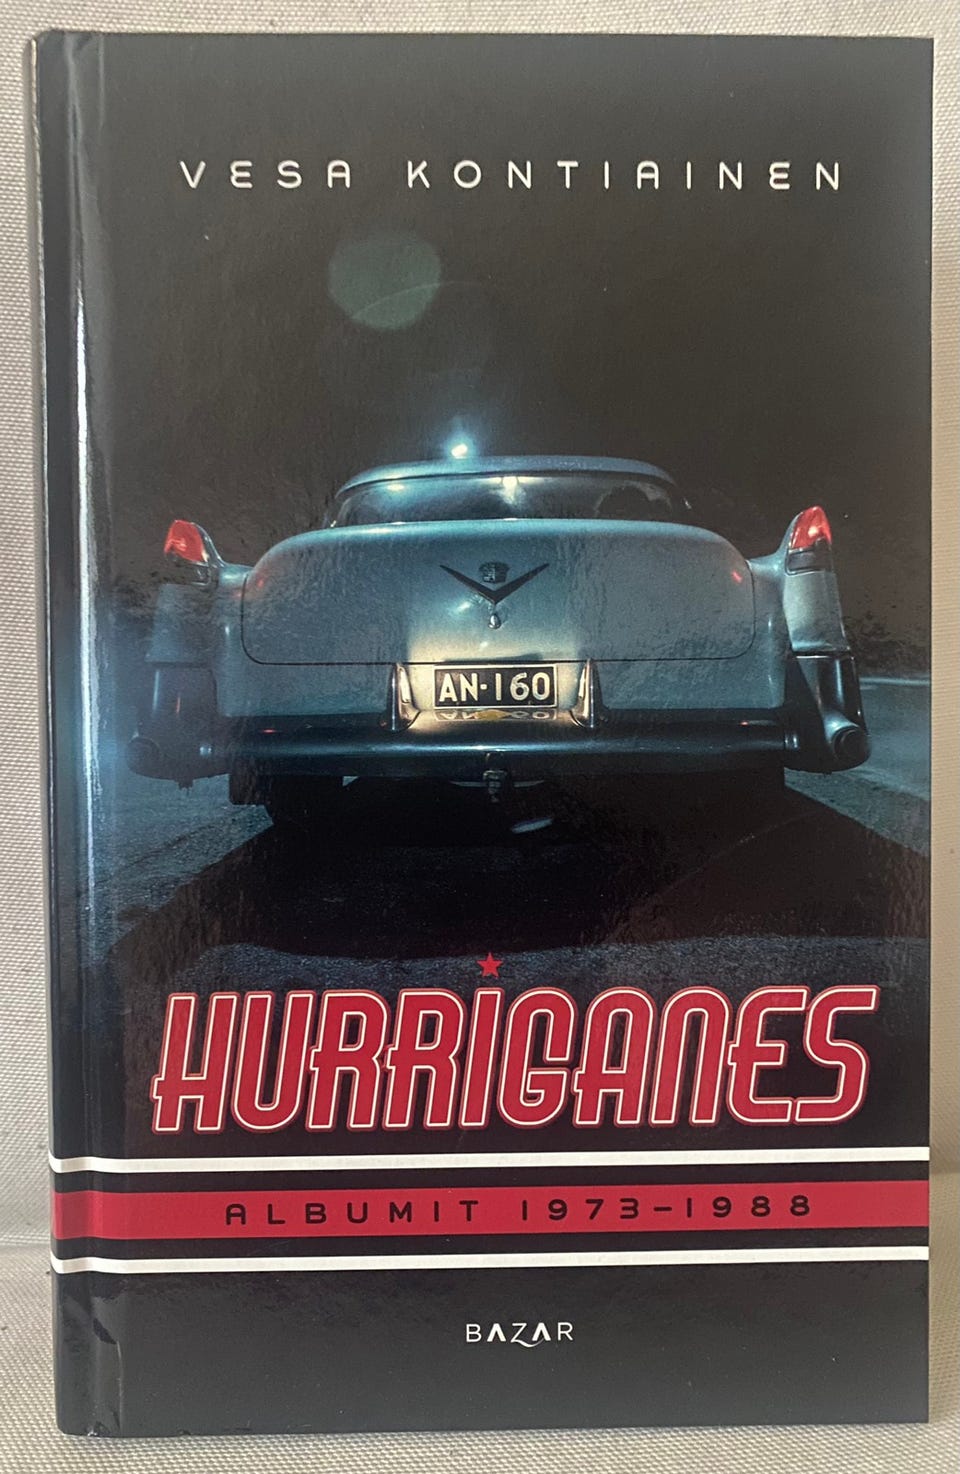 VESA KONTIAINEN
AN-160
HURRIGANES
ALBUMIT 1973–1988
BAZAR